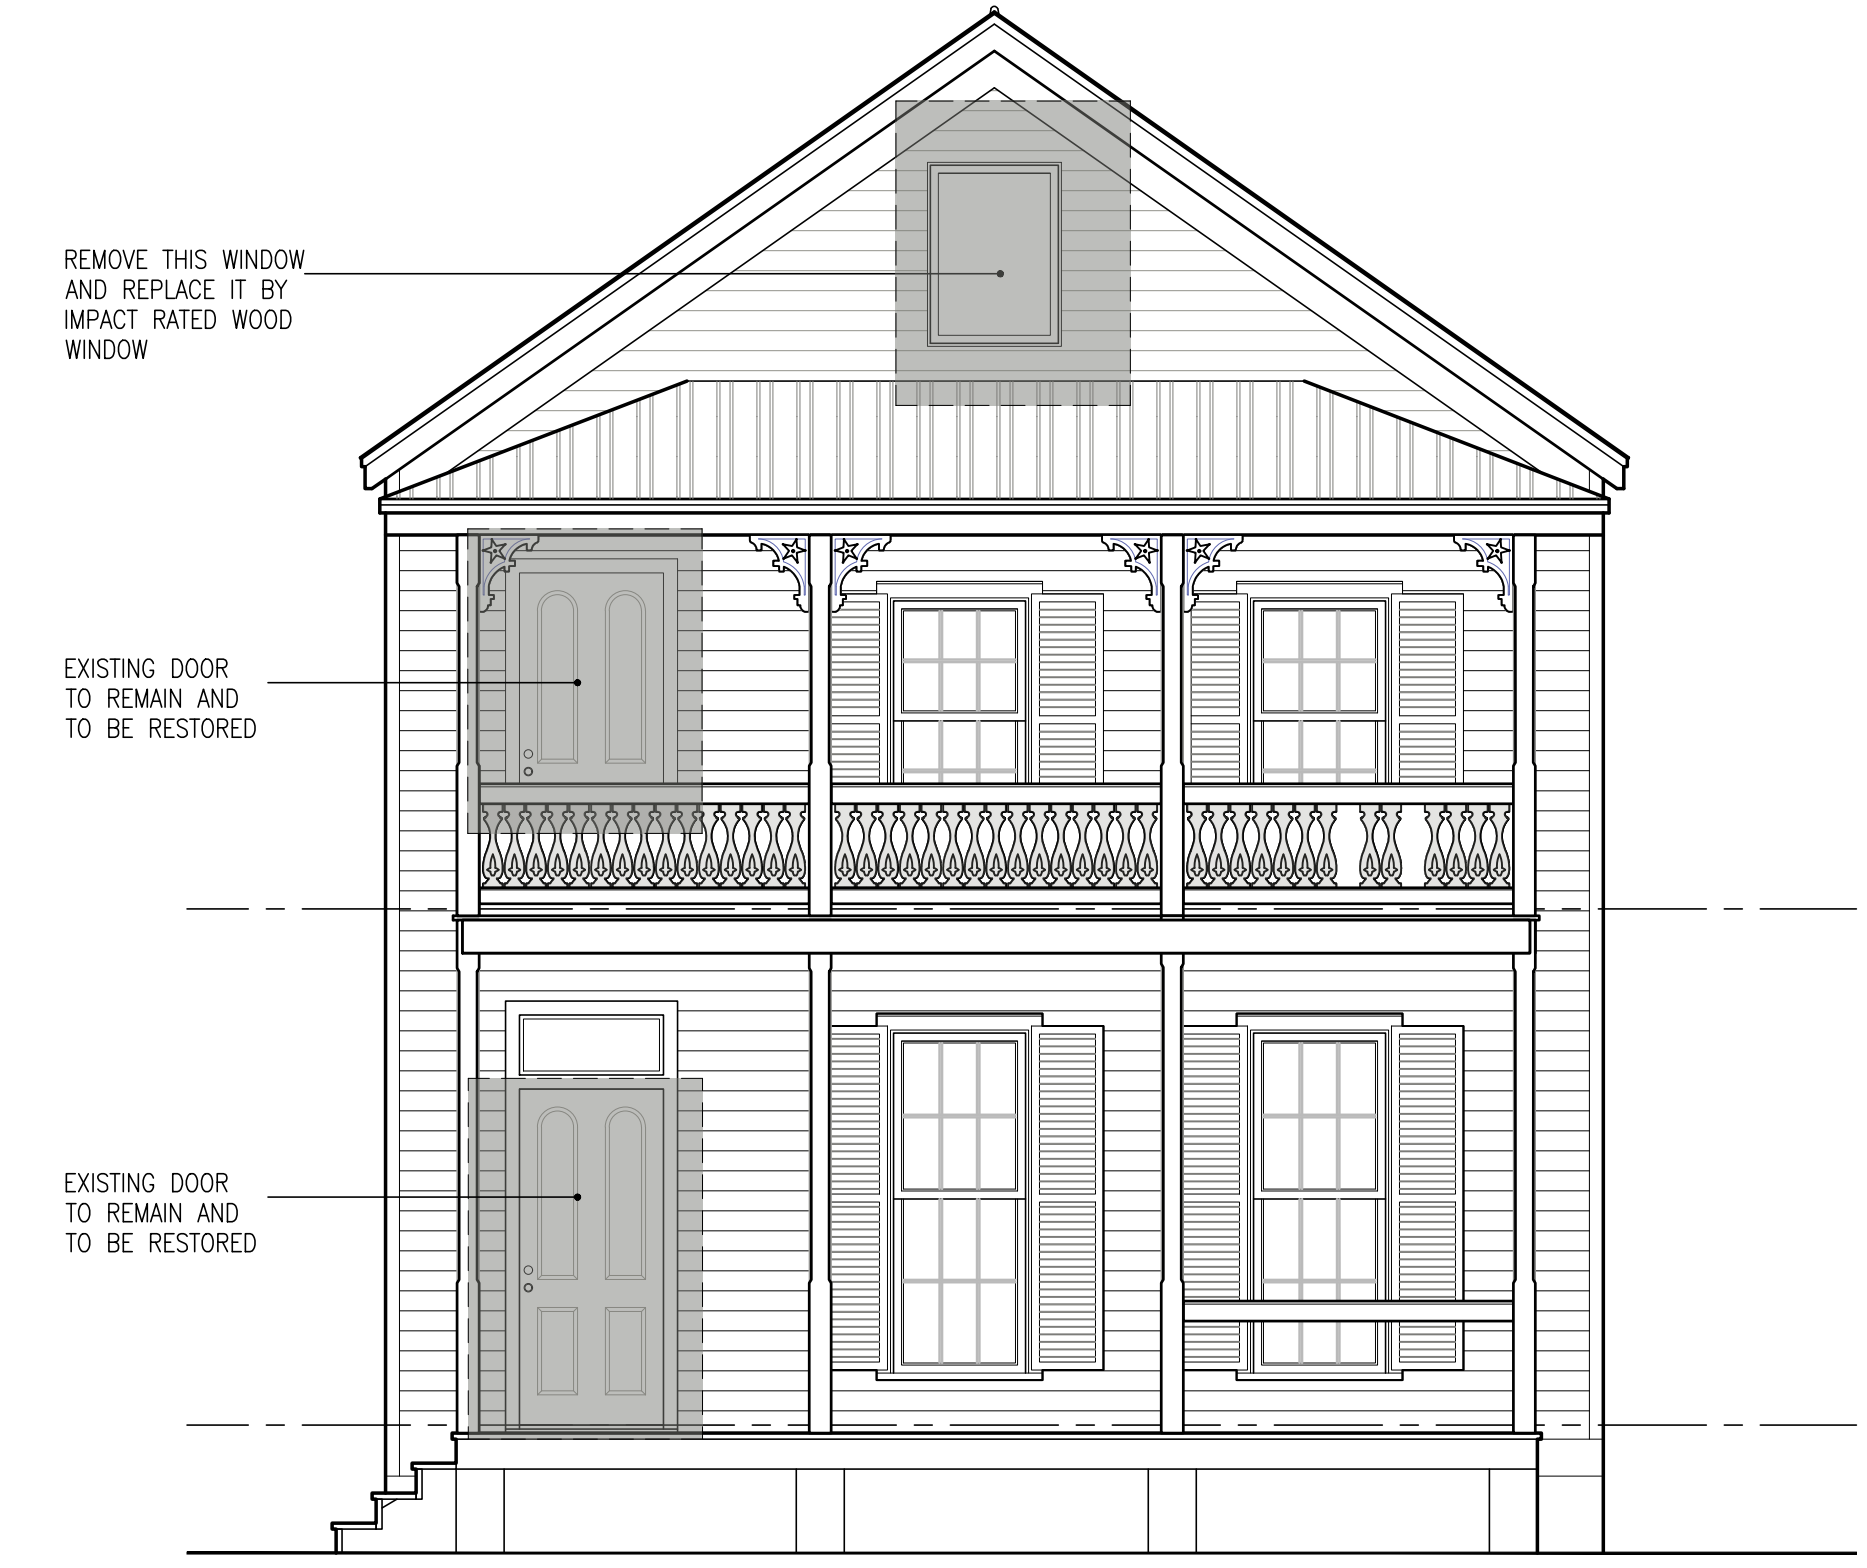 REMOVE THIS WINDOW
AND REPLACE IT BY
IMPACT RATED WOOD
WINDOW
EXISTING DOOR
TO REMAIN AND
TO BE RESTORED
EXISTING DOOR
TO REMAIN AND
TO BE RESTORED